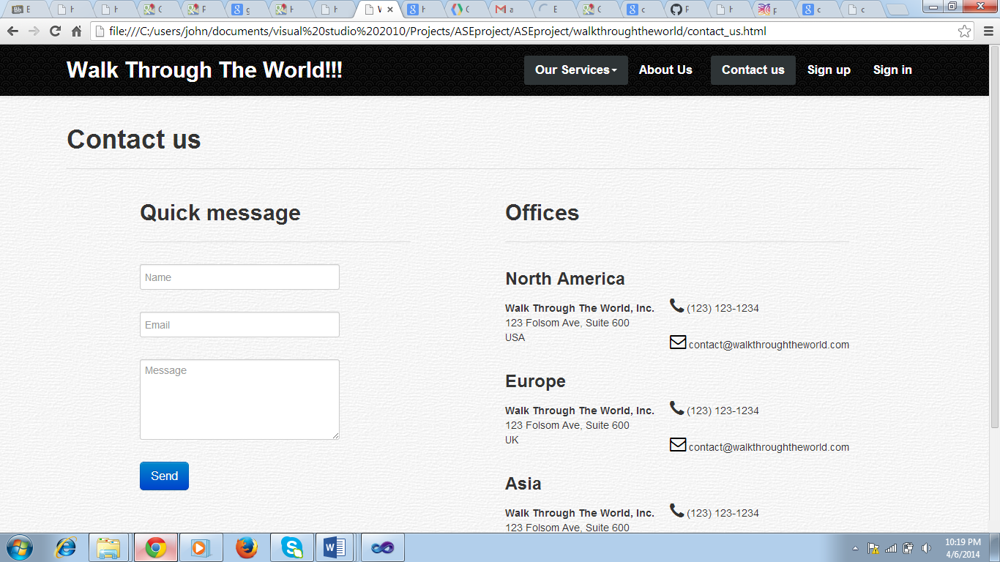 file:///C:/users/john/documents/visual%20studio%202010/Projects/ASEproject/ASEproject/walkthroughtheworld/contact_us.html
Walk Through The World!!!
Our Services
About Us
Contact us
Sign up
Sign in
Contact us
Quick message
Name
Email
Message
Send
Offices
North America
Walk Through The World, Inc.
123 Folsom Ave, Suite 600
USA
(123) 123-1234
contact@walkthroughtheworld.com
Europe
Walk Through The World, Inc.
123 Folsom Ave, Suite 600
UK
(123) 123-1234
contact@walkthroughtheworld.com
Asia
Walk Through The World, Inc.
123 Folsom Ave, Suite 600
(123) 123-1234
10:19 PM
4/6/2014